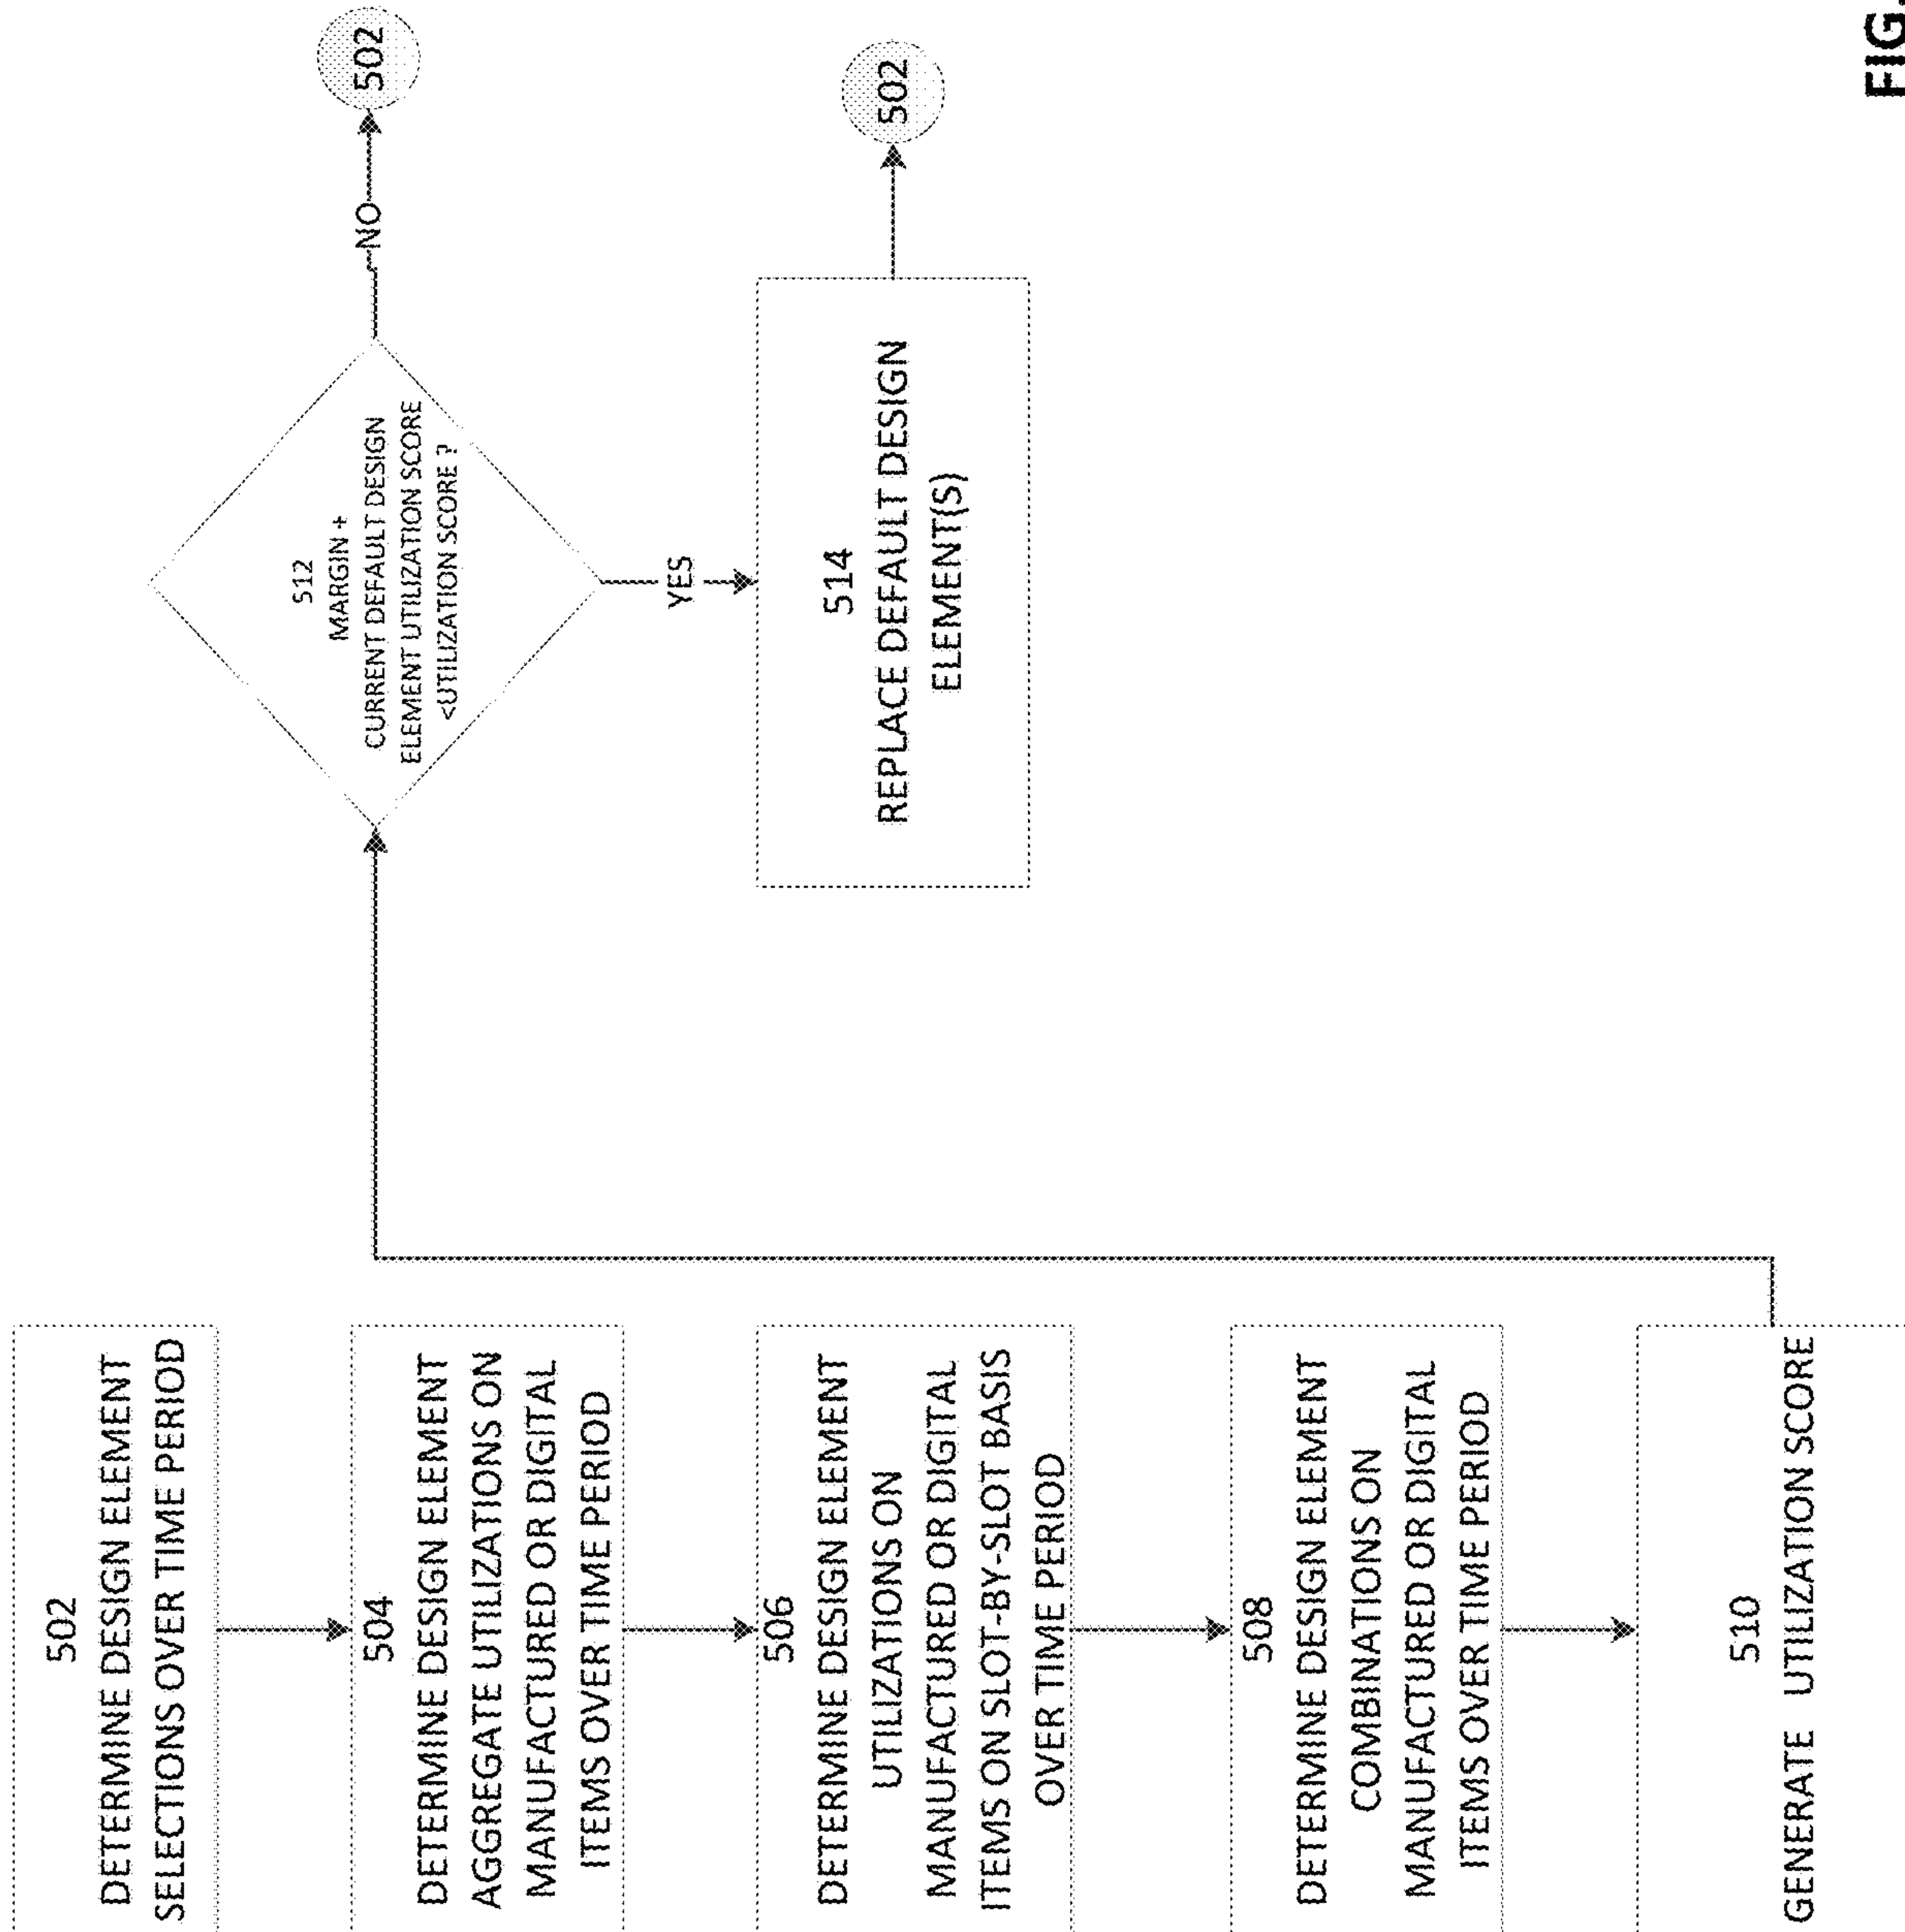 502
DETERMINE DESIGN ELEMENT
SELECTIONS OVER TIME PERIOD
504
DETERMINE DESIGN ELEMENT
AGGREGATE UTILIZATIONS ON
MANUFACTURED OR DIGITAL
ITEMS OVER TIME PERIOD
506
DETERMINE DESIGN ELEMENT
UTILIZATIONS ON
MANUFACTURED OR DIGITAL
ITEMS ON SLOT-BY-SLOT BASIS
OVER TIME PERIOD
508
DETERMINE DESIGN ELEMENT
COMBINATIONS ON
MANUFACTURED OR DIGITAL
ITEMS OVER TIME PERIOD
510
GENERATE UTILIZATION SCORE
512
MARGIN +
CURRENT DEFAULT DESIGN
ELEMENT UTILIZATION SCORE
<UTILIZATION SCORE ?
NO
502
YES
514
REPLACE DEFAULT DESIGN
ELEMENT(S)
502
FIG.